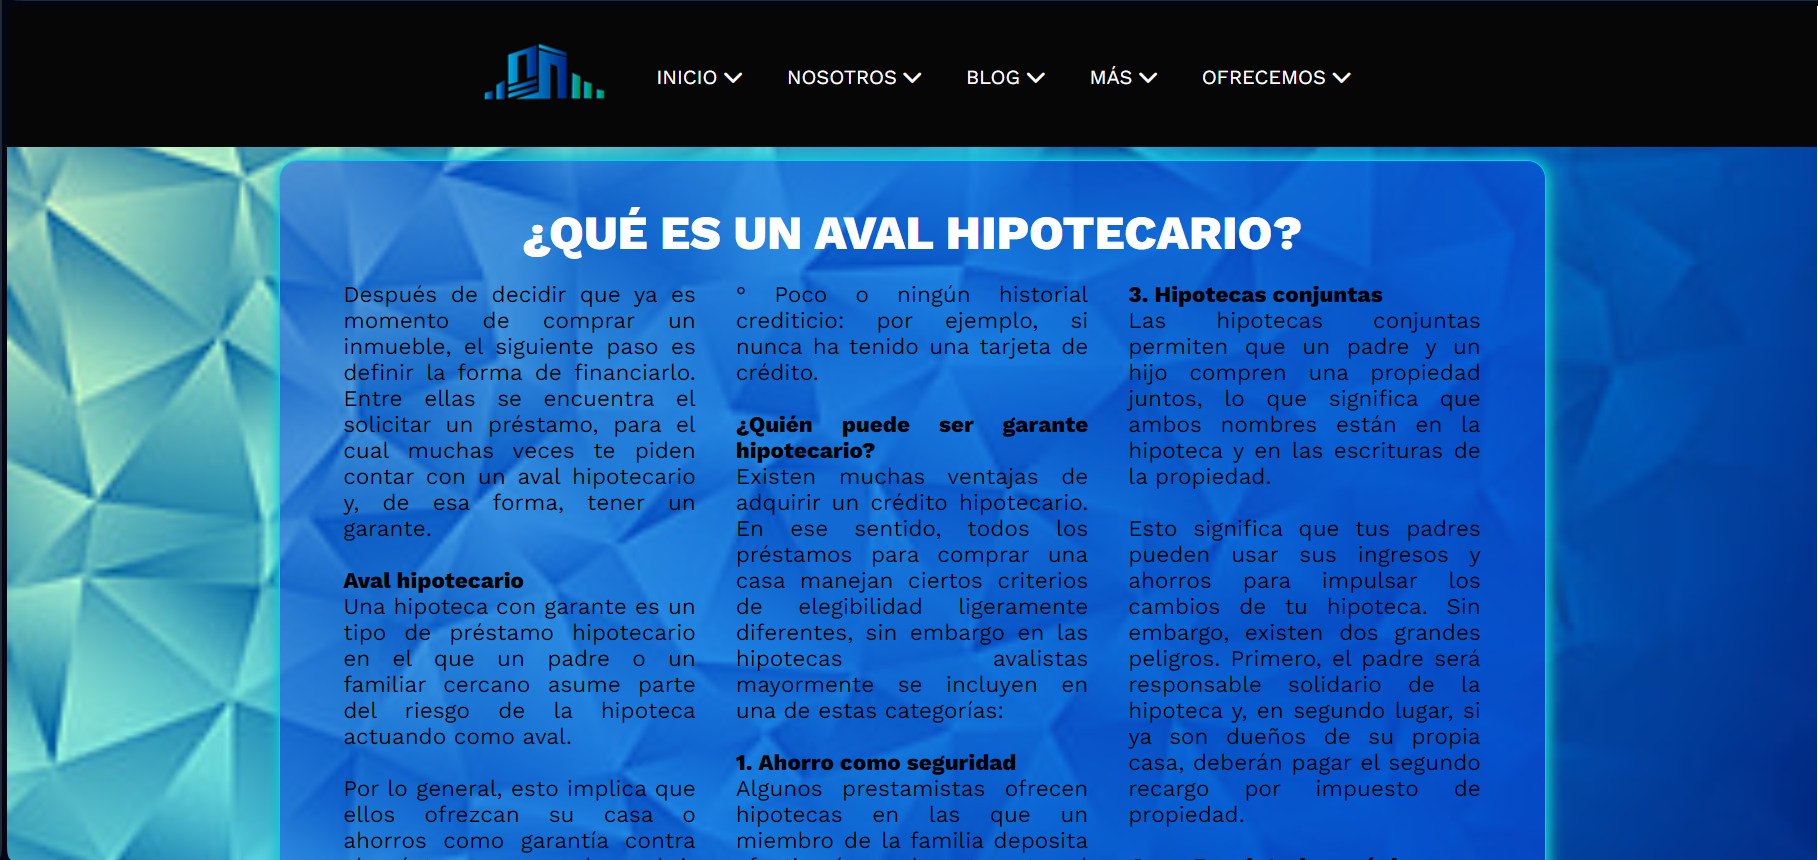 INICIO
NOSOTROS
BLOG
MÁS
OFRECEMOS
¿QUÉ ES UN AVAL HIPOTECARIO?
Después de decidir que ya es
momento de comprar un
inmueble, el siguiente paso es
definir la forma de financiarlo.
Entre ellas se encuentra el
solicitar un préstamo, para el
cual muchas veces te piden
contar con un aval hipotecario
y, de esa forma, tener un
garante.
Aval hipotecario
Una hipoteca con garante es un
tipo de préstamo hipotecario
en el que un padre o un
familiar cercano asume parte
del riesgo de la hipoteca
actuando como aval.
Por lo general, esto implica que
ellos ofrezcan su casa o
ahorros como garantía contra
° Poco o ningún historial
crediticio: por ejemplo, si
nunca ha tenido una tarjeta de
crédito.
¿Quién puede ser garante
hipotecario?
Existen muchas ventajas de
adquirir un crédito hipotecario.
En ese sentido, todos los
préstamos para comprar una
casa manejan ciertos criterios
de elegibilidad ligeramente
diferentes, sin embargo en las
hipotecas avalistas
mayormente se incluyen en
una de estas categorías:
1. Ahorro como seguridad
Algunos prestamistas ofrecen
hipotecas en las que un
miembro de la familia deposita
3. Hipotecas conjuntas
Las hipotecas conjuntas
permiten que un padre y un
hijo compren una propiedad
juntos, lo que significa que
ambos nombres están en la
hipoteca y en las escrituras de
la propiedad.
Esto significa que tus padres
pueden usar sus ingresos y
ahorros para impulsar los
cambios de tu hipoteca. Sin
embargo, existen dos grandes
peligros. Primero, el padre será
responsable solidario de la
hipoteca y, en segundo lugar, si
ya son dueños de su propia
casa, deberán pagar el segundo
recargo por impuesto de
propiedad.